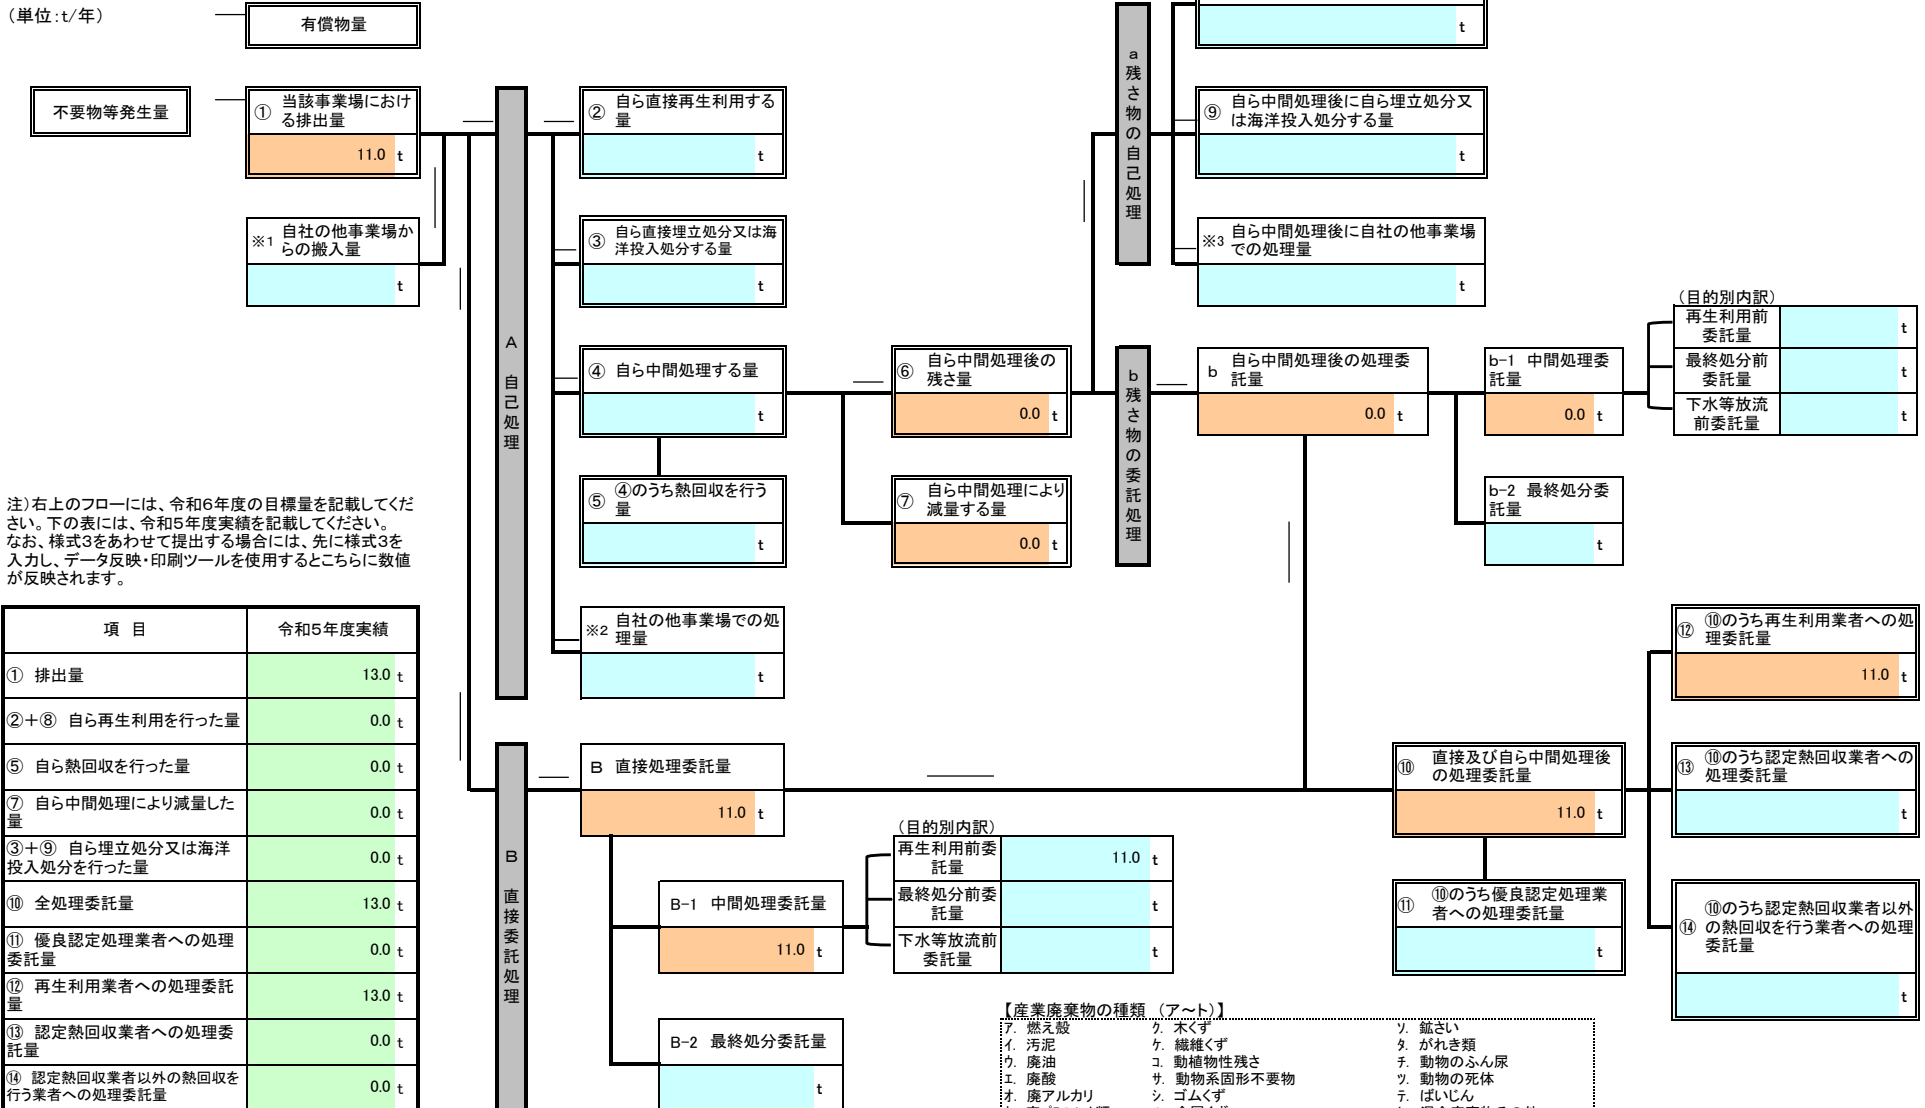 （単位：t/年）
有償物量
t
不要物等発生量
① 当該事業場におけ
る排出量
11.0 t
② 自ら直接再生利用する
量
t
a
残さ物の自己処理
⑨ 自ら中間処理後に自ら埋立処分又
は海洋投入処分する量
t
※1 自社の他事業場か
らの搬入量
t
③ 自ら直接埋立処分又は海
洋投入処分する量
t
※3 自ら中間処理後に自社の他事業場
での処理量
t
A
自己処理
④ 自ら中間処理する量
t
⑥ 自ら中間処理後の
残さ量
0.0 t
b
残さ物の委託処理
b 自ら中間処理後の処理委
託量
0.0 t
b-1 中間処理委
託量
0.0 t
（目的別内訳）
再生利用前
委託量
t
最終処分前
委託量
t
下水等放流
前委託量
t
⑤ ④のうち熱回収を行う
量
t
⑦ 自ら中間処理により
減量する量
0.0 t
b-2 最終処分委
託量
t
注）右上のフローには、令和６年度の目標量を記載してくだ
さい。下の表には、令和５年度実績を記載してください。
なお、様式３をあわせて提出する場合には、先に様式３を
入力し、データ反映・印刷ツールを使用するとこちらに数値
が反映されます。
※2 自社の他事業場での処
理量
t
項 目 令和５年度実績
① 排出量 13.0 t
②＋⑧ 自ら再生利用を行った量 0.0 t
⑤ 自ら熱回収を行った量 0.0 t
⑦ 自ら中間処理により減量した
量 0.0 t
③＋⑨ 自ら埋立処分又は海洋
投入処分を行った量 0.0 t
⑩ 全処理委託量 13.0 t
⑪ 優良認定処理業者への処理
委託量 0.0 t
⑫ 再生利用業者への処理委託
量 13.0 t
⑬ 認定熱回収業者への処理委
託量 0.0 t
⑭ 認定熱回収業者以外の熱回収を
行う業者への処理委託量 0.0 t
B
直接委託処理
B 直接処理委託量
11.0 t
B-1 中間処理委託量
11.0 t
（目的別内訳）
再生利用前委
託量
11.0 t
最終処分前委
託量
t
下水等放流前
委託量
t
B-2 最終処分委託量
t
⑩ 直接及び自ら中間処理後
の処理委託量
11.0 t
⑪ ⑩のうち優良認定処理業
者への処理委託量
t
⑫ ⑩のうち再生利用業者への処
理委託量
11.0 t
⑬ ⑩のうち認定熱回収業者への
処理委託量
t
⑭ ⑩のうち認定熱回収業者以外
の熱回収を行う業者への処理
委託量
t
【産業廃棄物の種類 （ア～ト）】
ｱ. 燃え殻 ｸ. 木くず ｿ. 鉱さい
ｲ. 汚泥 ｹ. 繊維くず ﾀ. がれき類
ｳ. 廃油 ｺ. 動植物性残さ ﾁ. 動物のふん尿
ｴ. 廃酸 ｻ. 動物系固形不要物 ﾂ. 動物の死体
ｵ. 廃アルカリ ｼ. ゴムくず ﾃ. ばいじん